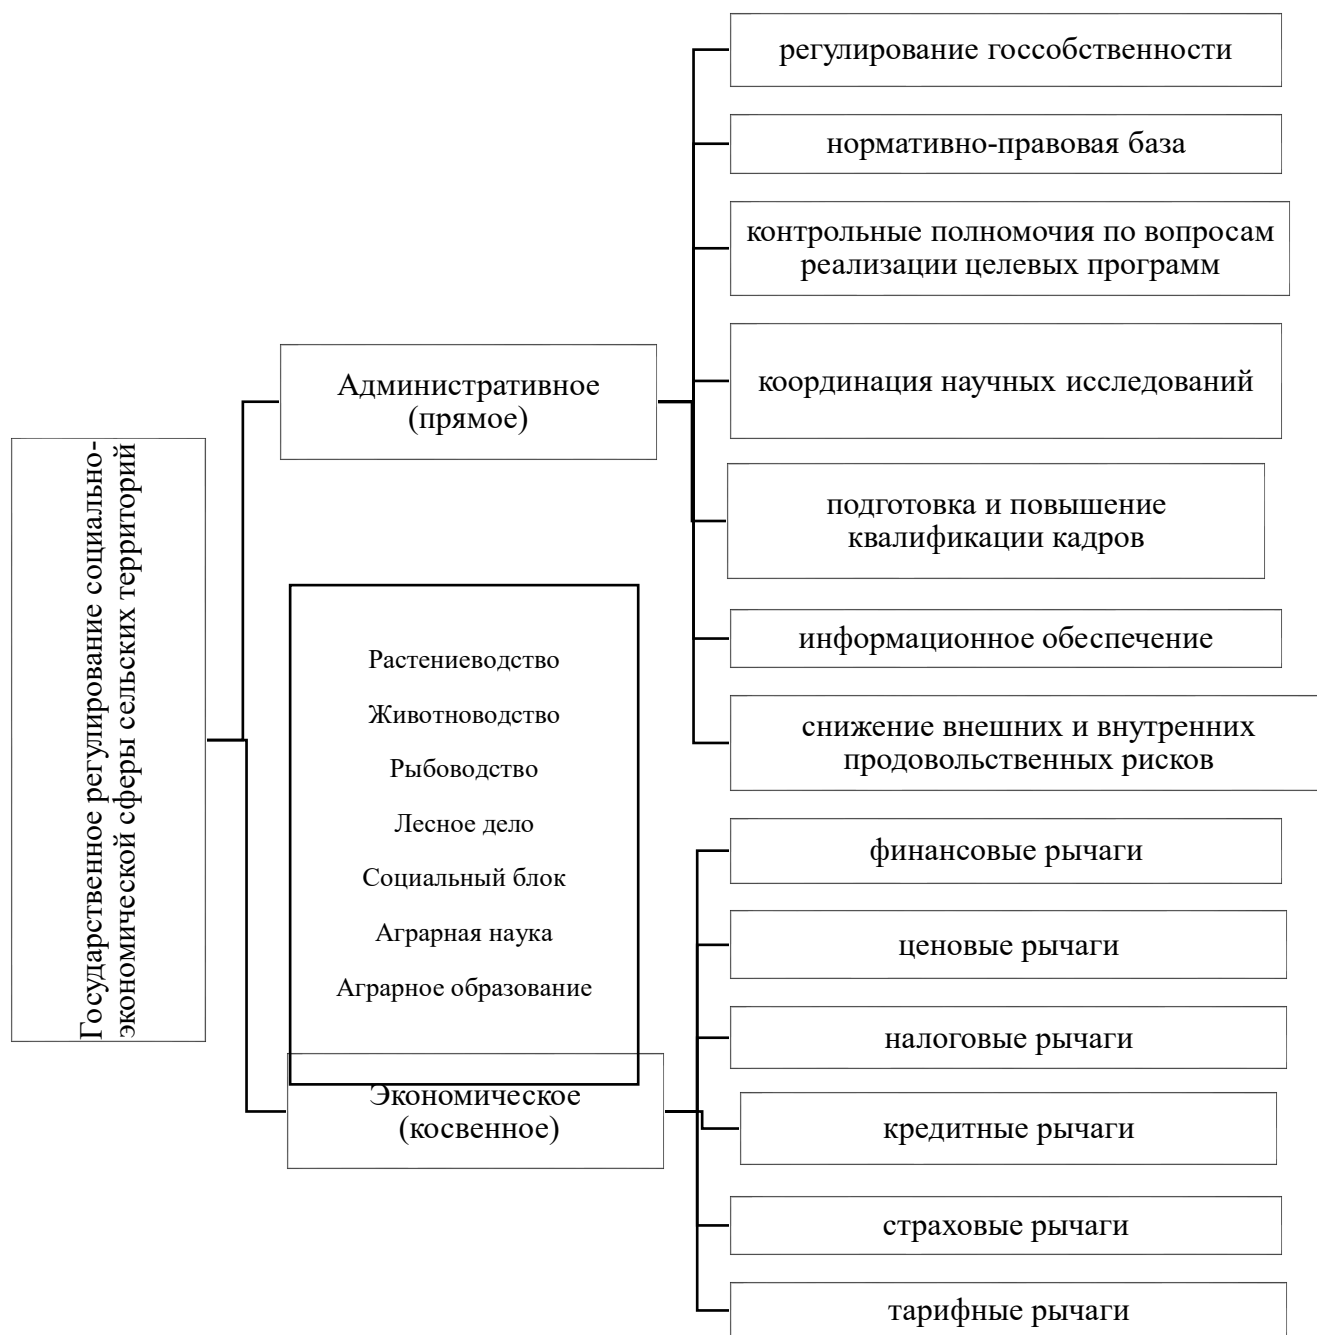 Государственное регулирование социально-
экономической сферы сельских территорий
Административное
(прямое)
регулирование госсобственности
нормативно-правовая база
контрольные полномочия по вопросам
реализации целевых программ
координация научных исследований
подготовка и повышение
квалификации кадров
информационное обеспечение
снижение внешних и внутренних
продовольственных рисков
Растениеводство
Животноводство
Рыбоводство
Лесное дело
Социальный блок
Аграрная наука
Аграрное образование
Экономическое
(косвенное)
финансовые рычаги
ценовые рычаги
налоговые рычаги
кредитные рычаги
страховые рычаги
тарифные рычаги